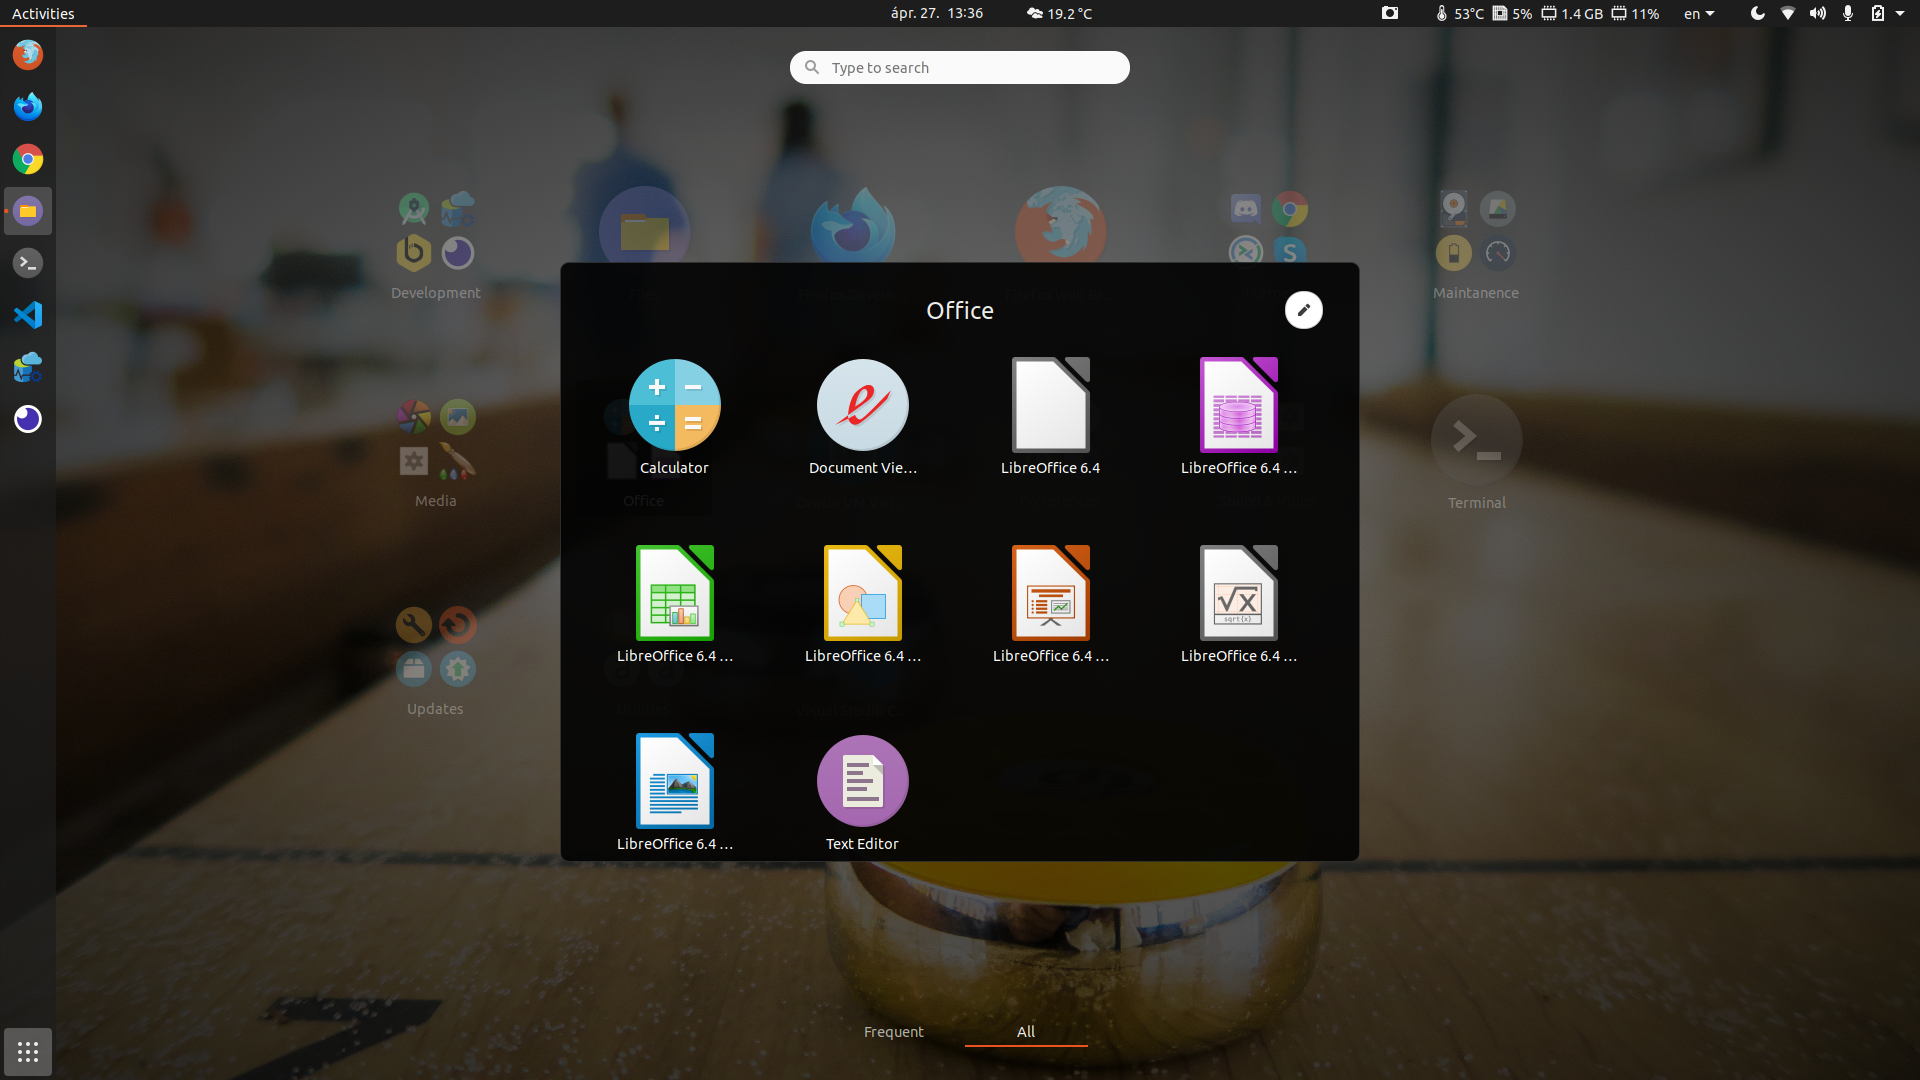 Activities
ápr. 27. 13:36
19.2 °C
53°C
5%
1.4 GB
11%
en
Type to search
Development
Maintanence
Office
Calculator
Document Vie…
LibreOffice 6.4
LibreOffice 6.4 …
Media
Office
Terminal
LibreOffice 6.4 …
LibreOffice 6.4 …
LibreOffice 6.4 …
LibreOffice 6.4 …
sqrt{x}
Updates
LibreOffice 6.4 …
Text Editor
Frequent
All